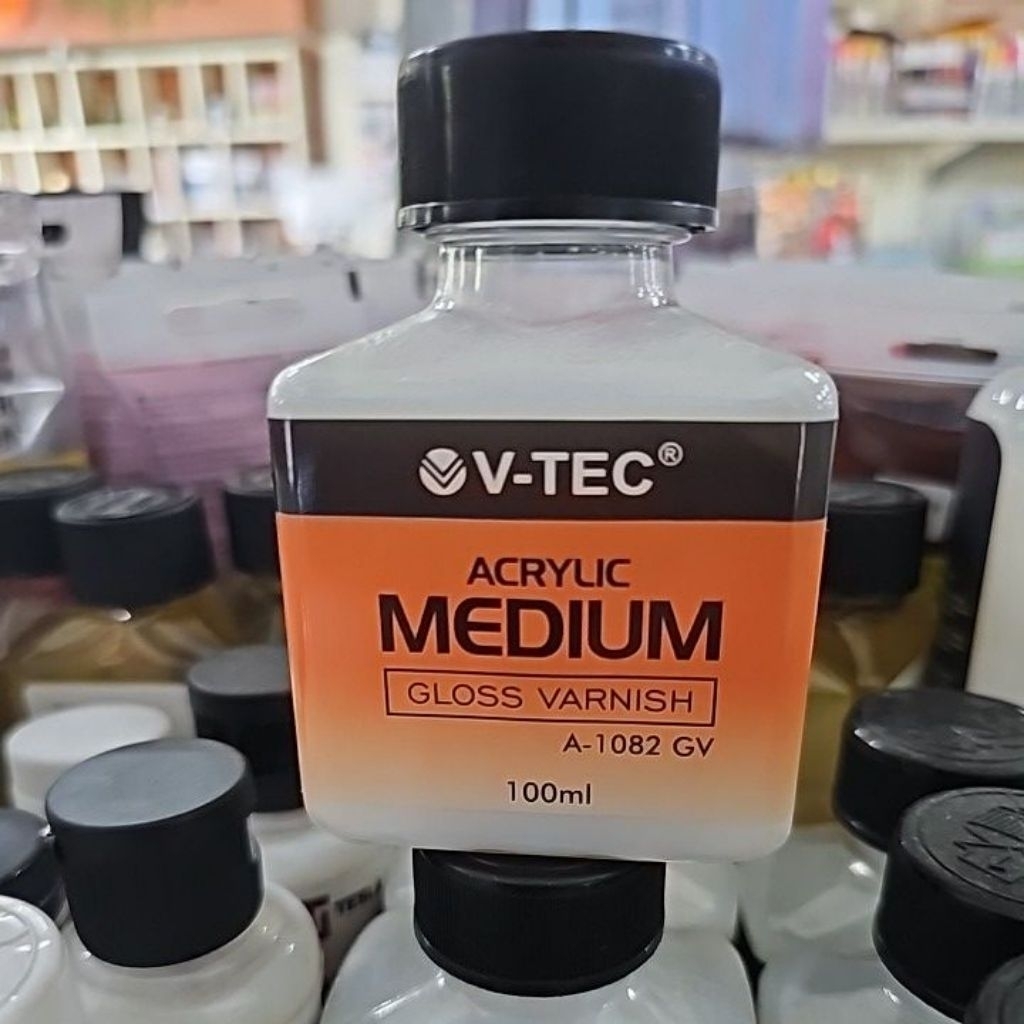 V-TEC®
ACRYLIC
MEDIUM
GLOSS VARNISH
A-1082 GV
100ml